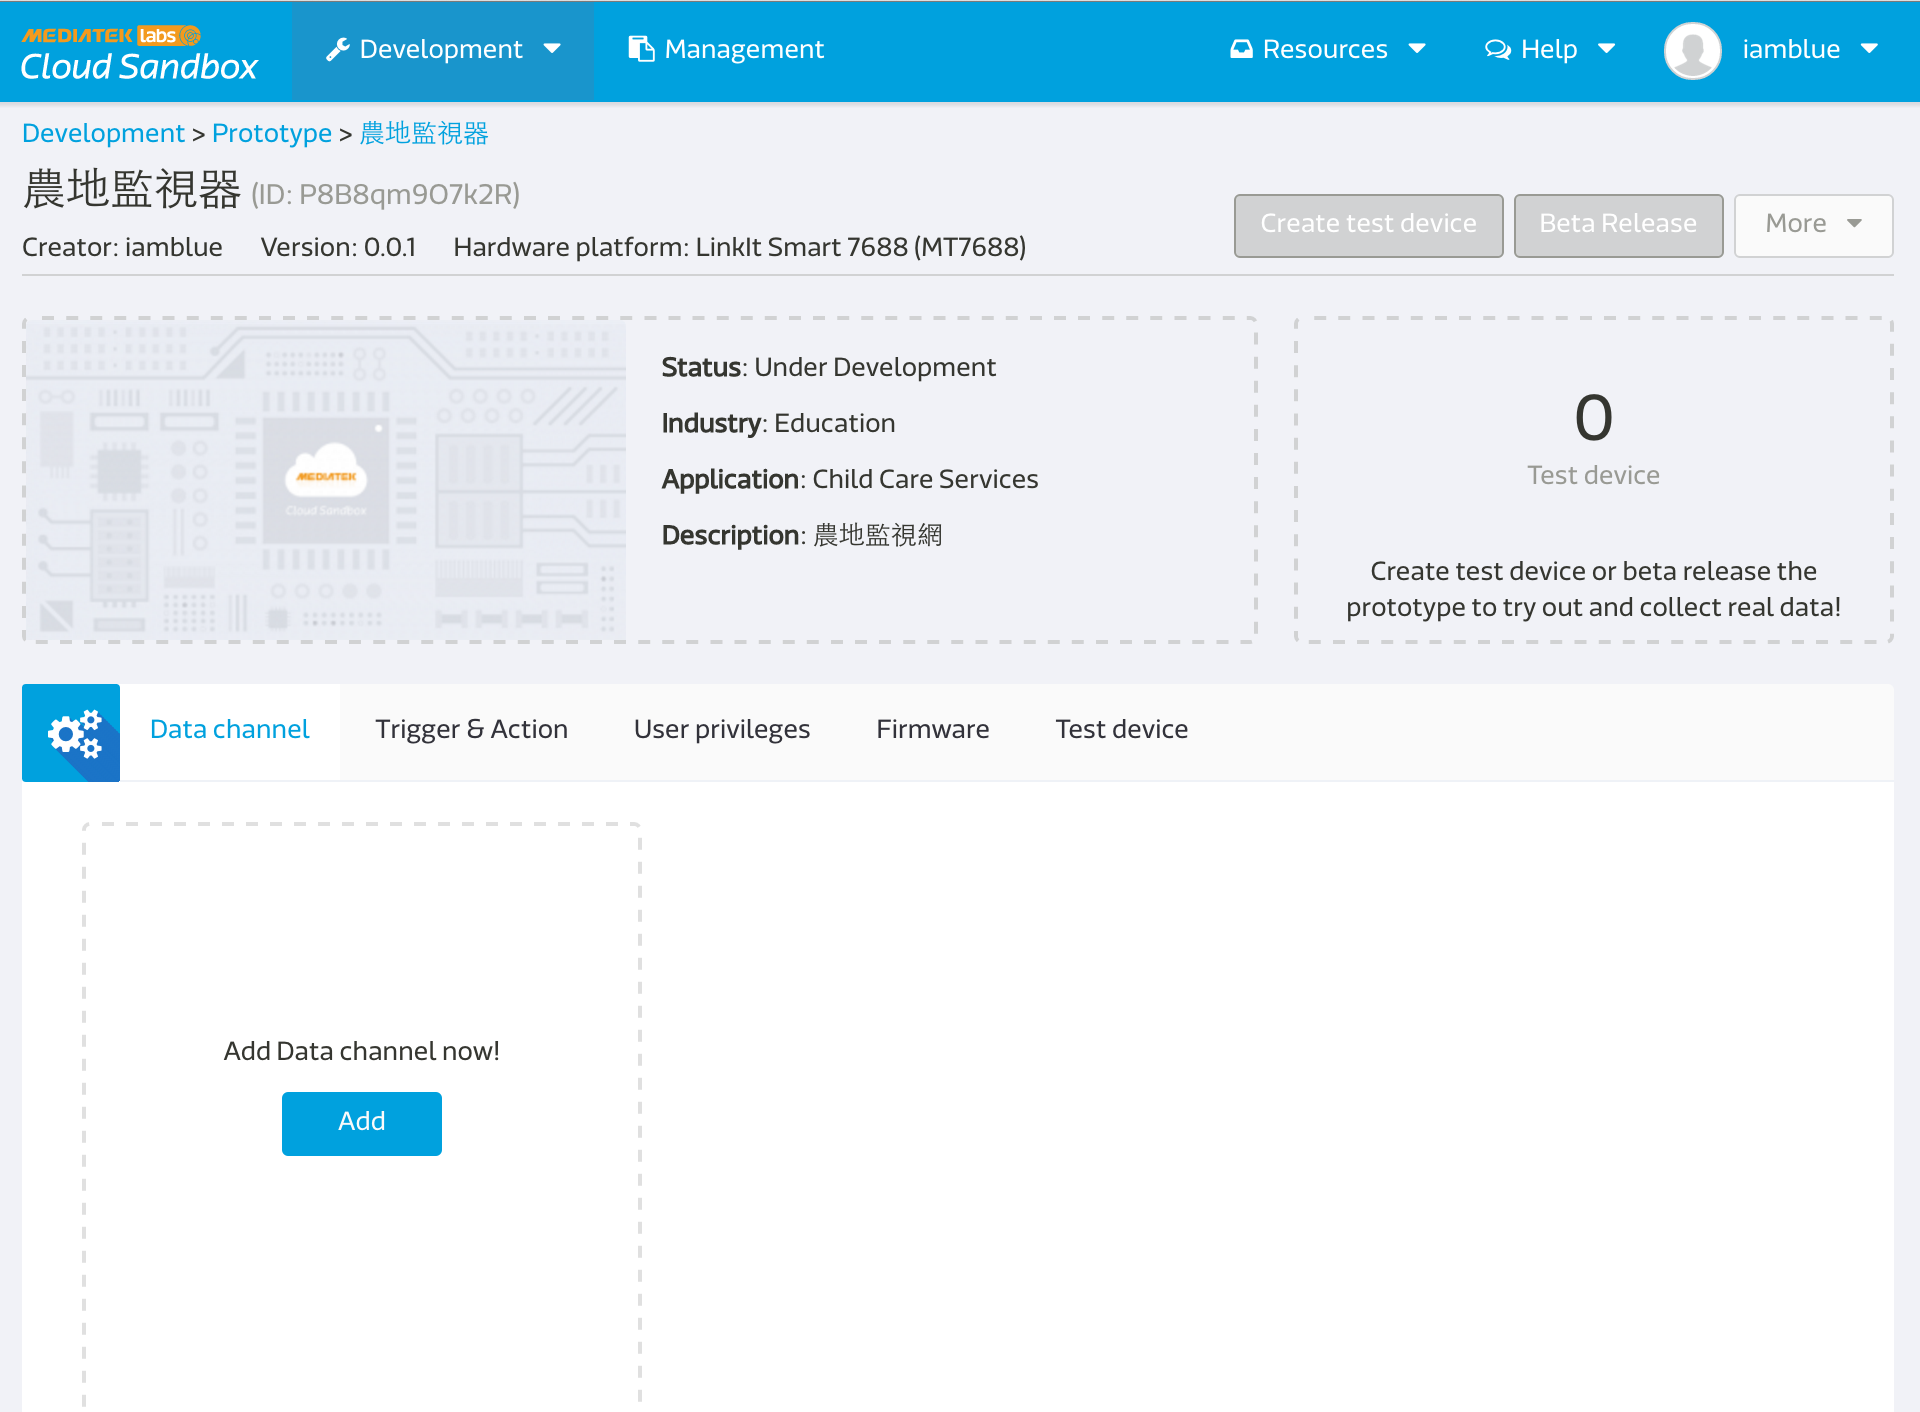 MEDIATEK labs
Cloud Sandbox
Development
Management
Resources
Help
iamblue
Development > Prototype > 農地監視器
農地監視器 (ID: P8B8qm9O7k2R)
Creator: iamblue Version: 0.0.1 Hardware platform: LinkIt Smart 7688 (MT7688)
Create test device
Beta Release
More
MEDIATEK
Cloud Sandbox
Status: Under Development
Industry: Education
Application: Child Care Services
Description: 農地監視網
0
Test device
Create test device or beta release the
prototype to try out and collect real data!
Data channel
Trigger & Action
User privileges
Firmware
Test device
Add Data channel now!
Add